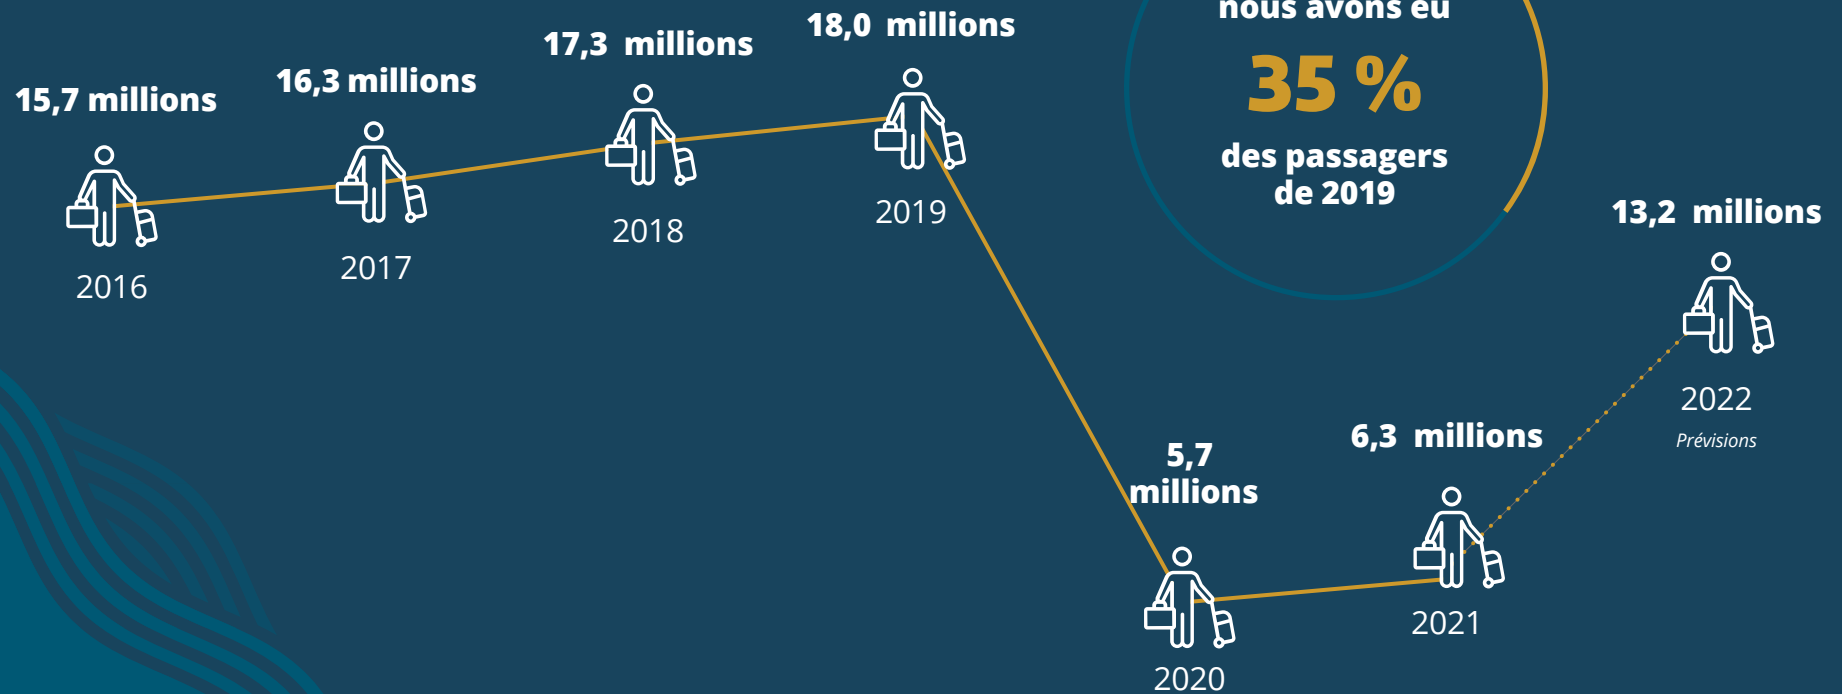 15,7 millions
2016
16,3 millions
2017
17,3 millions
2018
18,0 millions
2019
nous avons eu
35 %
des passagers
de 2019
5,7
millions
2020
6,3 millions
2021
13,2 millions
2022
Prévisions